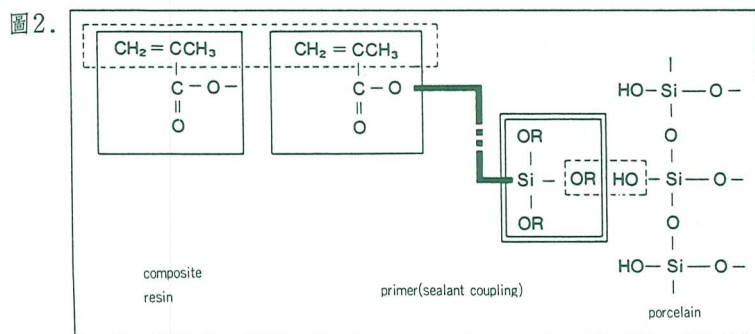 圖2.
CH₂ = CCH₃
C – O –
O
CH₂ = CCH₃
C – O
O
OR
Si – OR
OR
HO–Si–O–
O
HO–Si–O–
O
HO–Si–O–
composite
resin
primer(sealant coupling)
porcelain